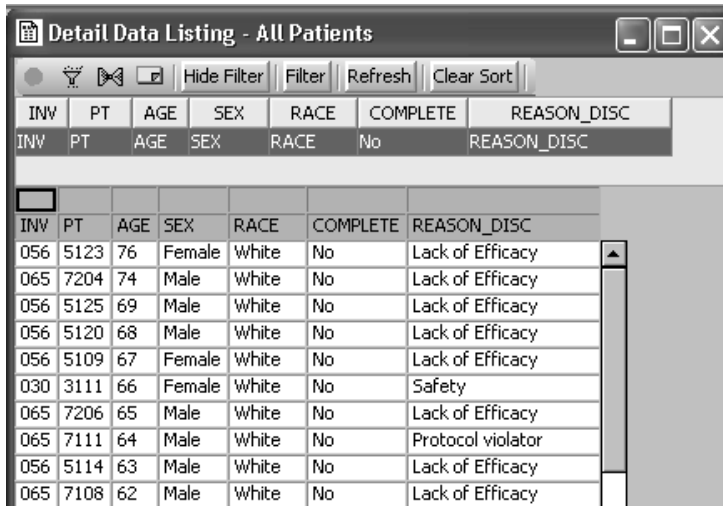 Detail Data Listing - All Patients
Hide Filter Filter Refresh Clear Sort
INV PT AGE SEX RACE COMPLETE REASON_DISC
INV PT AGE SEX RACE No REASON_DISC
INV PT AGE SEX RACE COMPLETE REASON_DISC
056 5123 76 Female White No Lack of Efficacy
065 7204 74 Male White No Lack of Efficacy
056 5125 69 Male White No Lack of Efficacy
056 5120 68 Male White No Lack of Efficacy
056 5109 67 Female White No Lack of Efficacy
030 3111 66 Female White No Safety
065 7206 65 Male White No Lack of Efficacy
065 7111 64 Male White No Protocol violator
056 5114 63 Male White No Lack of Efficacy
065 7108 62 Male White No Lack of Efficacy